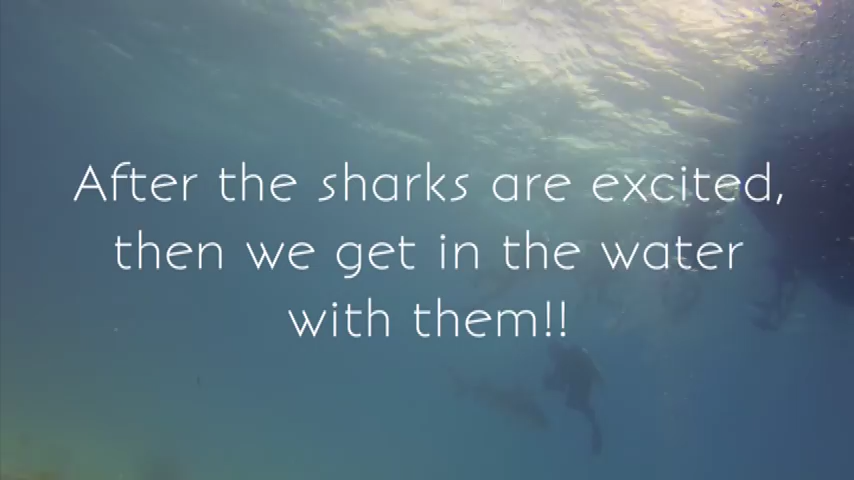 After the sharks are excited,
then we get in the water
with them!!